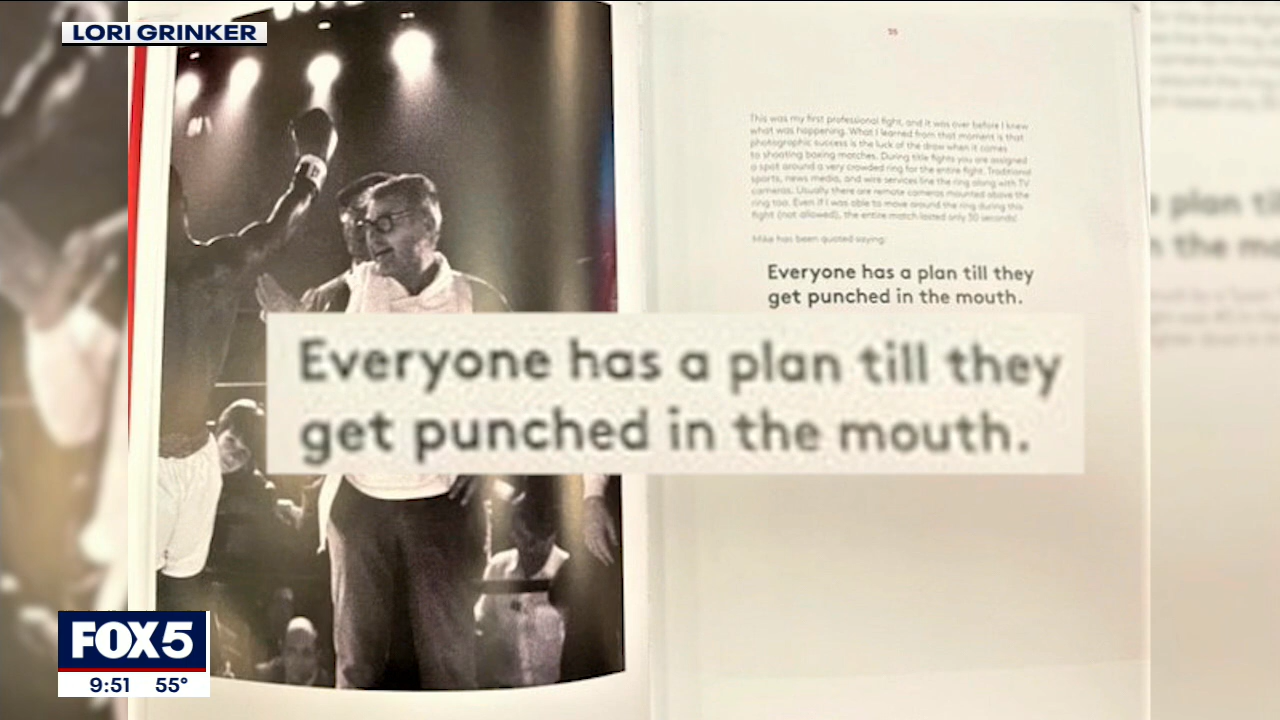 LORI GRINKER
This was my first professional fight, and it was over before I knew
what was happening. What I learned from that moment is that
photographic success is the luck of the draw when it comes
to shooting boxing matches. During title fights you are assigned
a spot around a very crowded ring for the entire fight. Traditional
sports, news media, and wire services line the ring along with TV
cameras. Usually there are remote cameras mounted above the
ring too. Even if I was able to move around the ring during this
fight (not allowed), the entire match lasted only 30 seconds!
Mike has been quoted saying:
Everyone has a plan till they
get punched in the mouth.
Everyone has a plan till they
get punched in the mouth.
plan til
the mo
FOX 5
9:51 55°